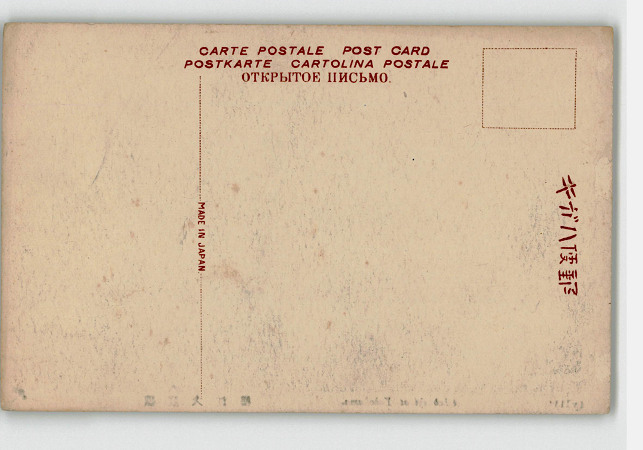 CARTE POSTALE POST CARD
POSTKARTE CARTOLINA POSTALE
ОТКРЫТОЕ ПИСЬМО.
MADE IN JAPAN.
キガハ便郵